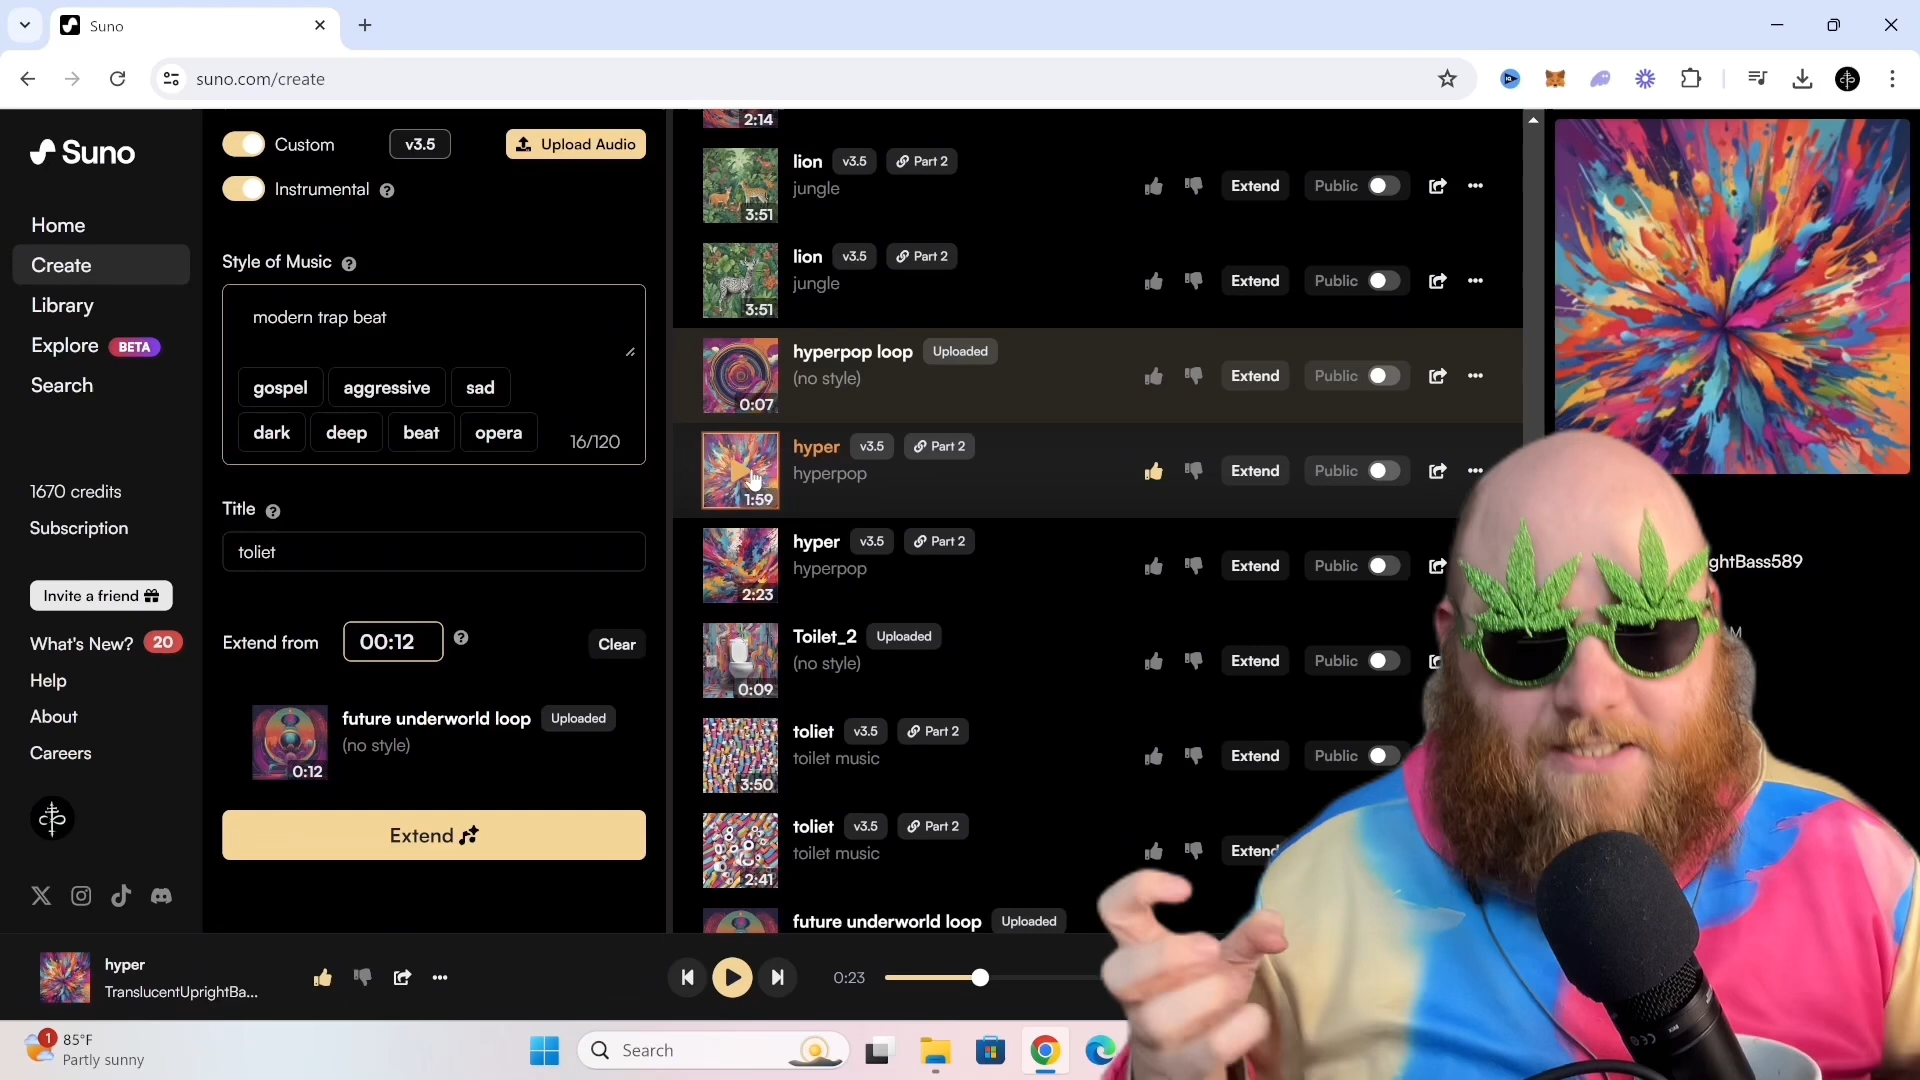 Suno
suno.com/create
Suno
Home
Create
Library
Explore BETA
Search
1670 credits
Subscription
Invite a friend
What's New? 20
Help
About
Careers
Custom
v3.5
Upload Audio
Instrumental
Style of Music
modern trap beat
gospel
aggressive
sad
dark
deep
beat
opera
16/120
Title
toliet
Extend from
00:12
Clear
future underworld loop Uploaded
(no style)
0:12
Extend
2:14
lion v3.5 Part 2
jungle
3:51
Extend
Public
lion v3.5 Part 2
jungle
3:51
Extend
Public
hyperpop loop Uploaded
(no style)
0:07
Extend
Public
hyper v3.5 Part 2
hyperpop
1:59
Extend
Public
hyper v3.5 Part 2
hyperpop
2:23
Extend
Public
Toilet_2 Uploaded
(no style)
0:09
Extend
Public
toliet v3.5 Part 2
toilet music
3:50
Extend
Public
toliet v3.5 Part 2
toilet music
2:41
Extend
future underworld loop Uploaded
ghtBass589
M
hyper
TranslucentUprightBa...
0:23
1
85°F
Partly sunny
Search